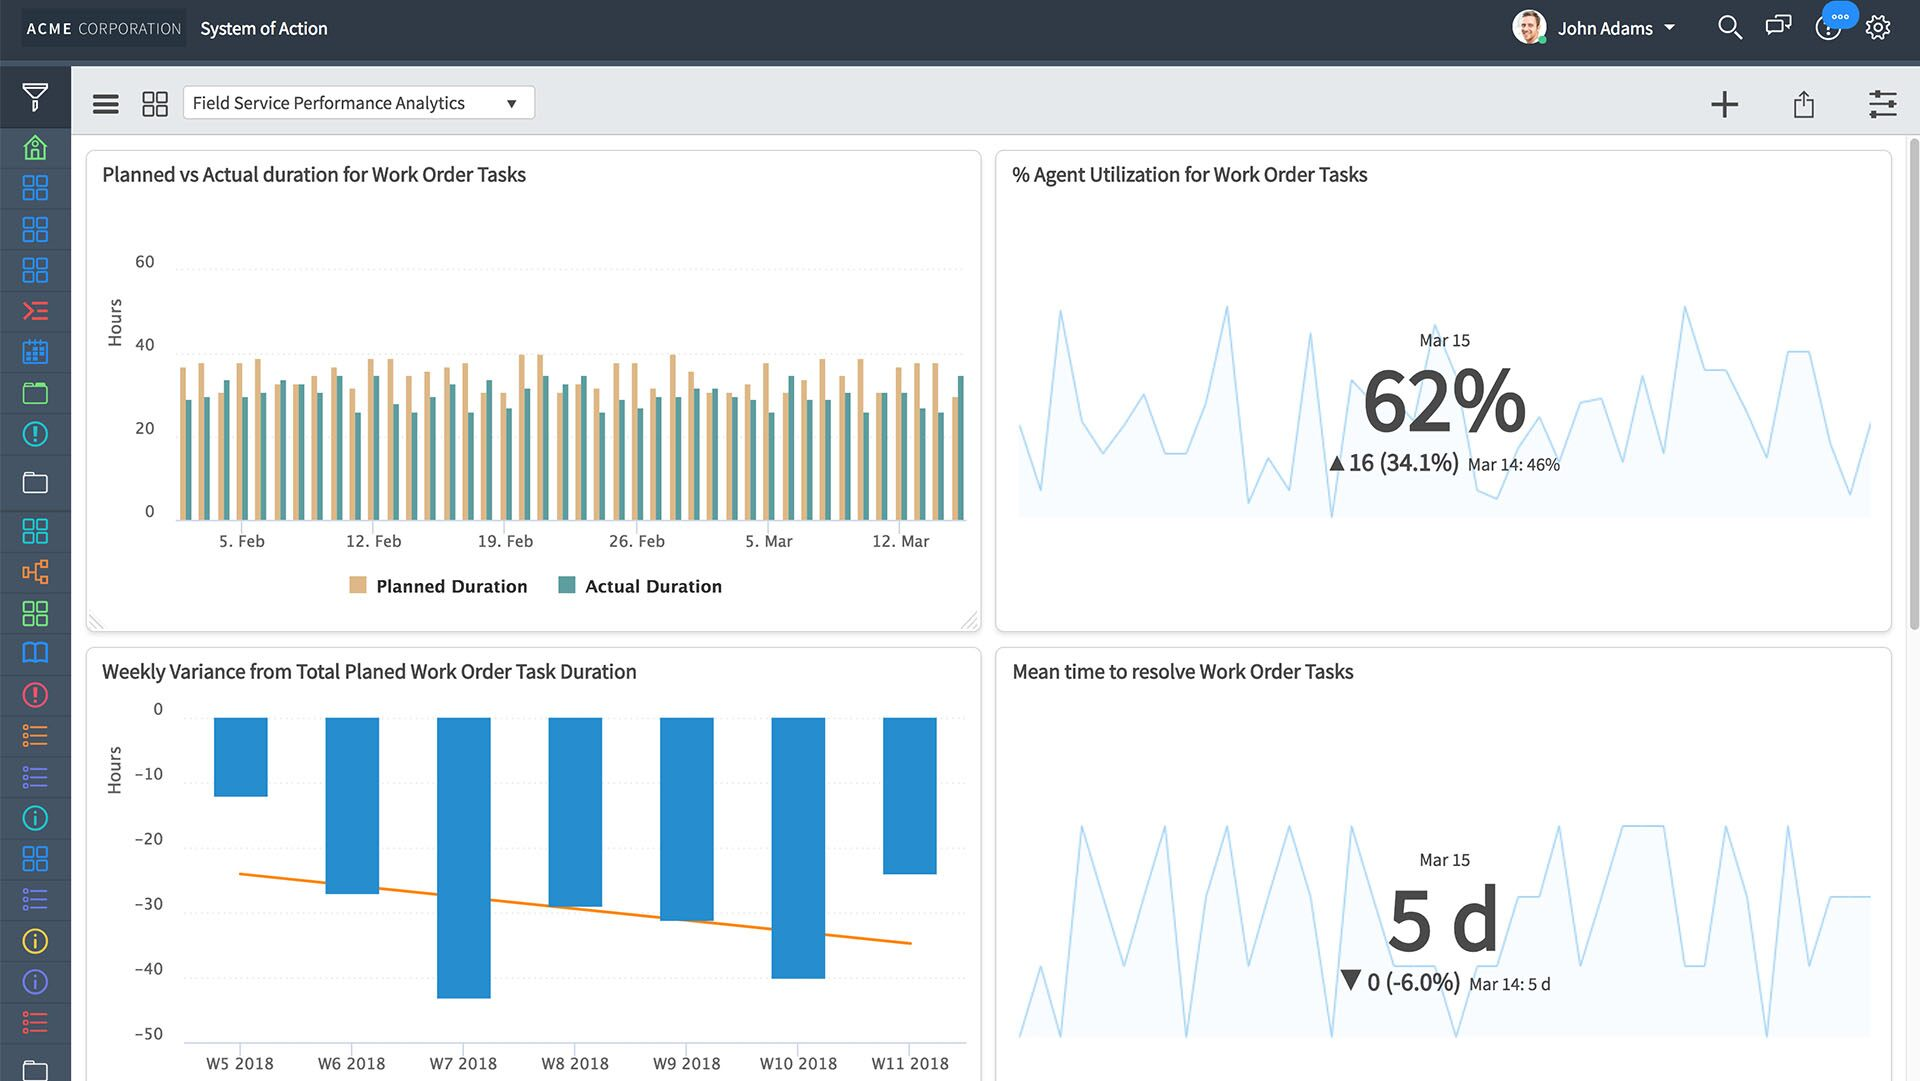 ACME CORPORATION System of Action
John Adams
Field Service Performance Analytics
Planned vs Actual duration for Work Order Tasks
60
40
20
0
Hours
5. Feb 12. Feb 19. Feb 26. Feb 5. Mar 12. Mar
Planned Duration Actual Duration
% Agent Utilization for Work Order Tasks
Mar 15
62%
▲16 (34.1%) Mar 14: 46%
Weekly Variance from Total Planed Work Order Task Duration
0
−10
−20
−30
−40
−50
Hours
W5 2018 W6 2018 W7 2018 W8 2018 W9 2018 W10 2018 W11 2018
Mean time to resolve Work Order Tasks
Mar 15
5 d
▼ 0 (-6.0%) Mar 14: 5 d